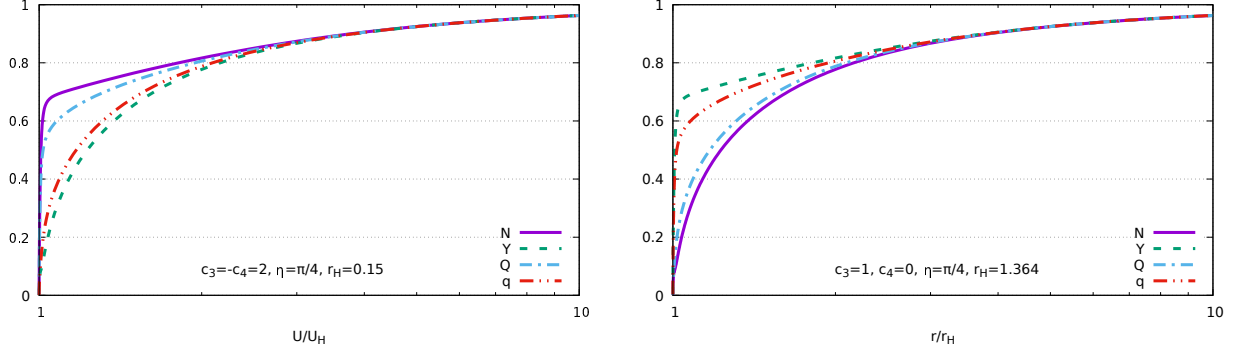 1
0.8
0.6
0.4
0.2
0
1
10
N
Y
Q
q
c₃=-c₄=2, η=π/4, r_H=0.15
U/U_H
1
0.8
0.6
0.4
0.2
0
1
10
N
Y
Q
q
c₃=1, c₄=0, η=π/4, r_H=1.364
r/r_H